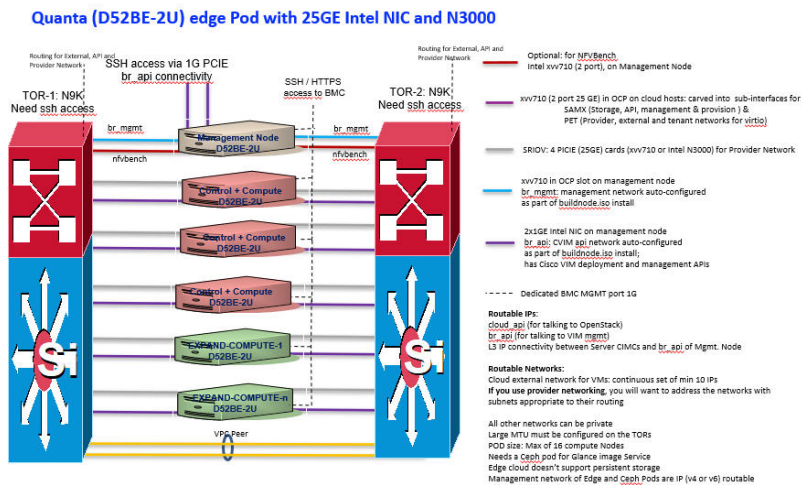 Quanta (D52BE-2U) edge Pod with 25GE Intel NIC and N3000
Routing for External, API and
Provider Network
SSH access via 1G PCIE
br_api connectivity
SSH / HTTPS
access to BMC
Routing for External, API and
Provider Network
TOR-1: N9K
Need ssh access
TOR-2: N9K
Need ssh access
br_mgmt
br_mgmt
Management Node
D52BE-2U
nfvbench
nfvbench
Control + Compute
D52BE-2U
Control + Compute
D52BE-2U
Control + Compute
D52BE-2U
EXPAND-COMPUTE-1
D52BE-2U
EXPAND-COMPUTE-n
D52BE-2U
Si
Si
VPC Peer
Optional: for NFVBench
Intel xvv710 (2 port), on Management Node
xvv710 (2 port 25 GE) in OCP on cloud hosts: carved into sub-interfaces for
SAMX (Storage, API, management & provision ) &
PET (Provider, external and tenant networks for virtio)
SRIOV: 4 PICIE (25GE) cards (xvv710 or Intel N3000) for Provider Network
xvv710 in OCP slot on management node
br_mgmt: management network auto-configured
as part of buildnode.iso install
2x1GE Intel NIC on management node
br_api: CVIM api network auto-configured
as part of buildnode.iso install;
has Cisco VIM deployment and management APIs
Dedicated BMC MGMT port 1G
Routable IPs:
cloud_api (for talking to OpenStack)
br_api (for talking to VIM mgmt)
L3 IP connectivity between Server CIMCs and br_api of Mgmt. Node
Routable Networks:
Cloud external network for VMs: continuous set of min 10 IPs
If you use provider networking, you will want to address the networks with
subnets appropriate to their routing
All other networks can be private
Large MTU must be configured on the TORs
POD size: Max of 16 compute Nodes
Needs a Ceph pod for Glance image Service
Edge cloud doesn't support persistent storage
Management network of Edge and Ceph Pods are IP (v4 or v6) routable